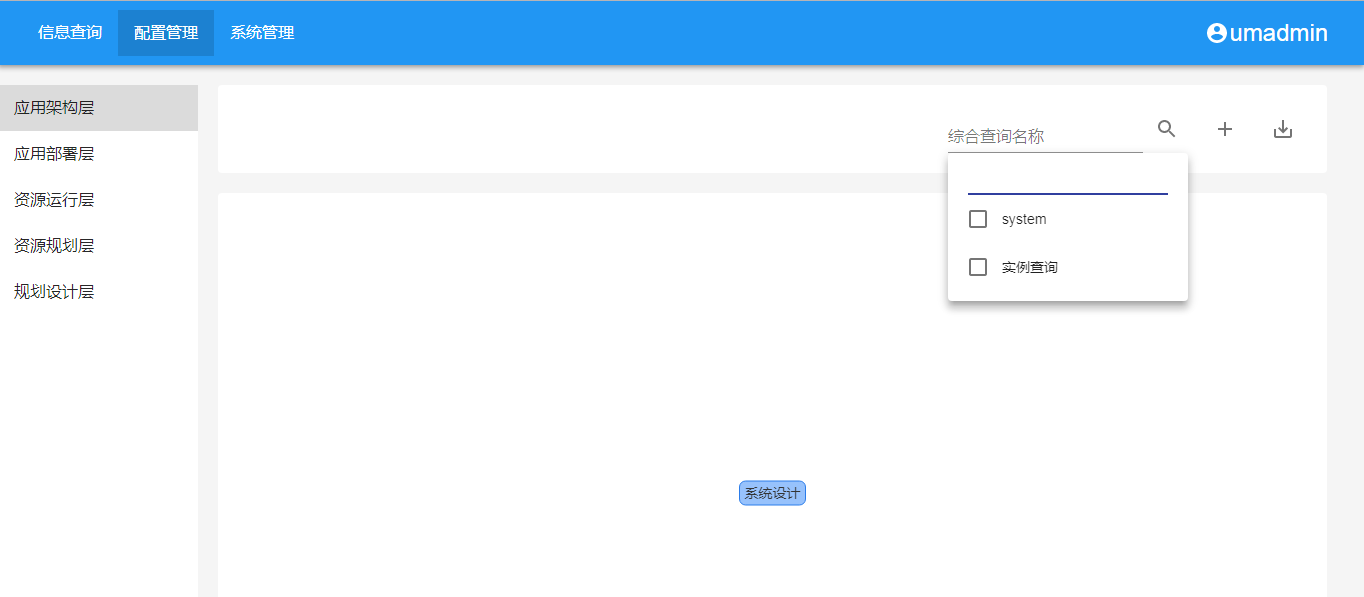 信息查询 配置管理 系统管理 umadmin
应用架构层
应用部署层
资源运行层
资源规划层
规划设计层
综合查询名称
system
实例查询
系统设计